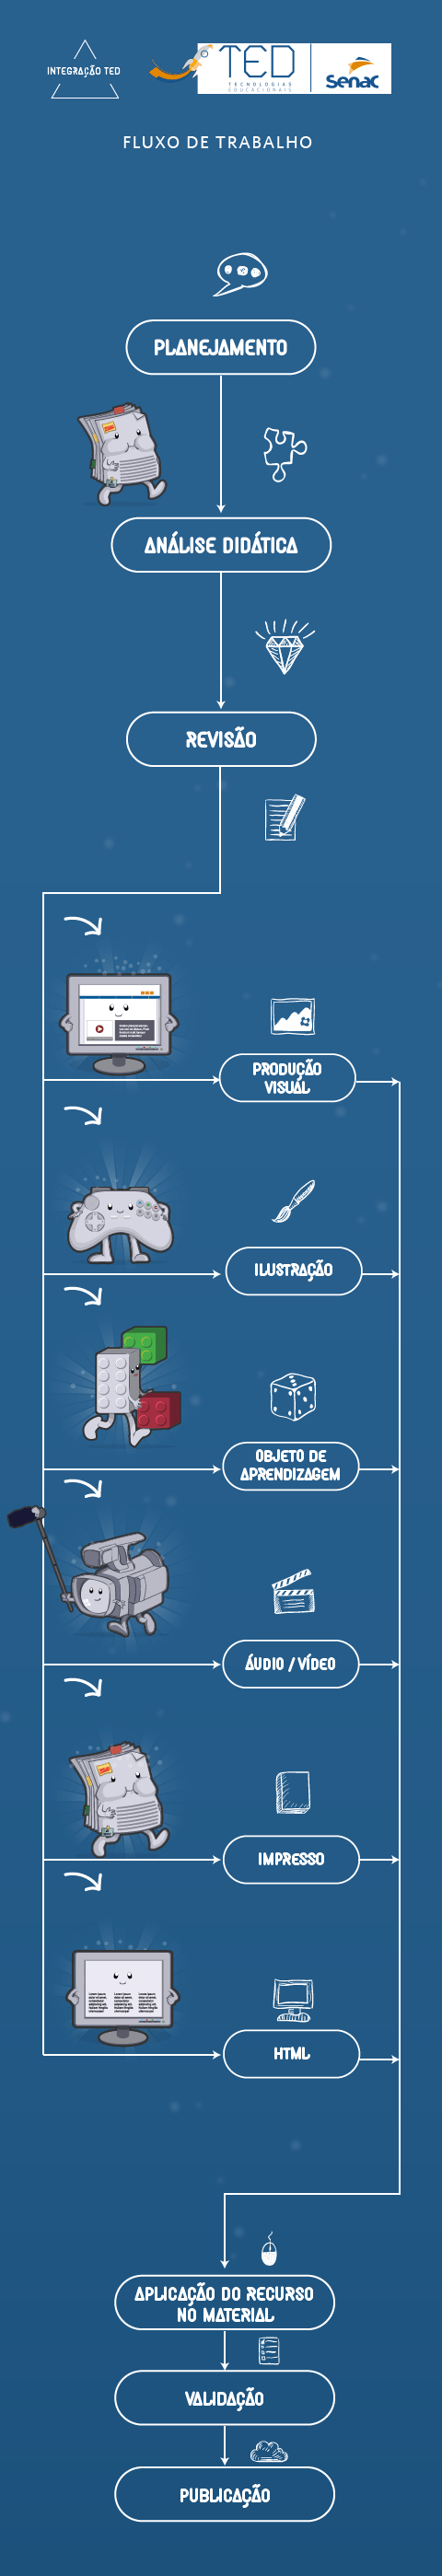 INTEGRAÇÃO TED
TED
TECNOLOGIAS
EDUCACIONAIS
senac
FLUXO DE TRABALHO
PLANEJAMENTO
ANÁLISE DIDÁTICA
REVISÃO
PRODUÇÃO
VISUAL
ILUSTRAÇÃO
OBJETO DE
APRENDIZAGEM
ÁUDIO / VÍDEO
IMPRESSO
HTML
APLICAÇÃO DO RECURSO
NO MATERIAL
VALIDAÇÃO
PUBLICAÇÃO